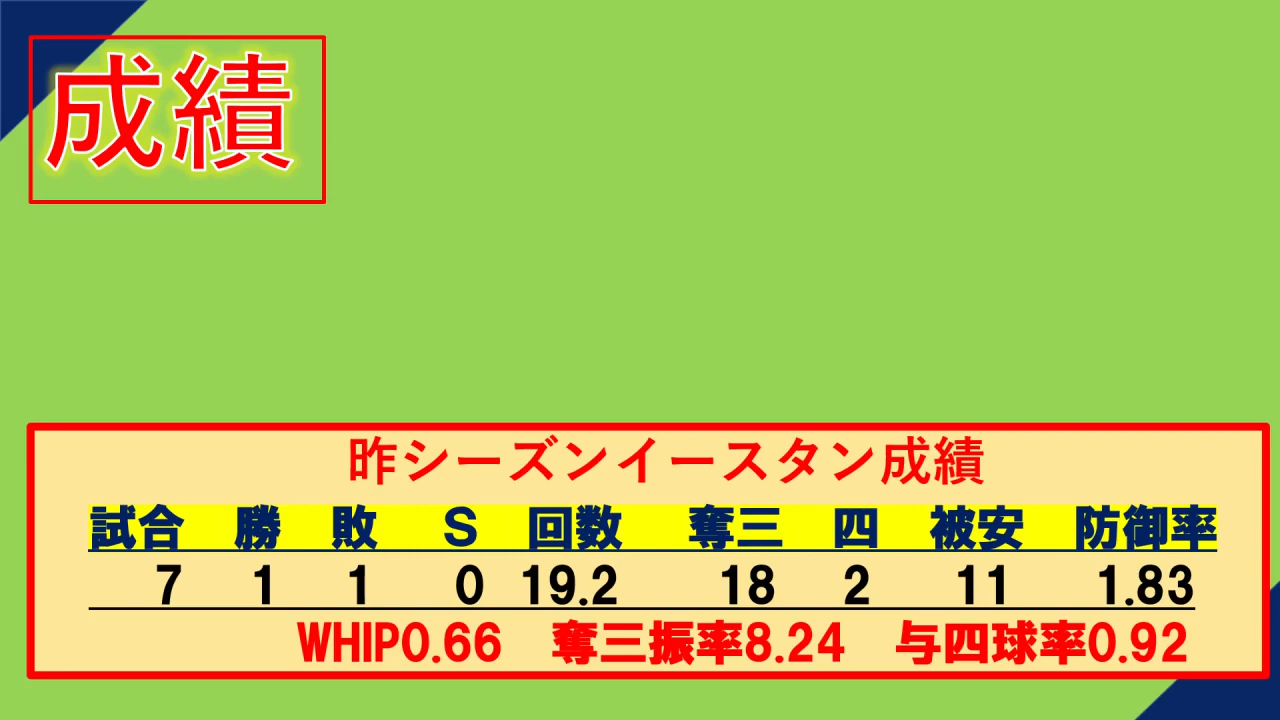 成績
昨シーズンイースタン成績
試合 勝 敗 S 回数 奪三 四 被安 防御率
7 1 1 0 19.2 18 2 11 1.83
WHIP0.66 奪三振率8.24 与四球率0.92